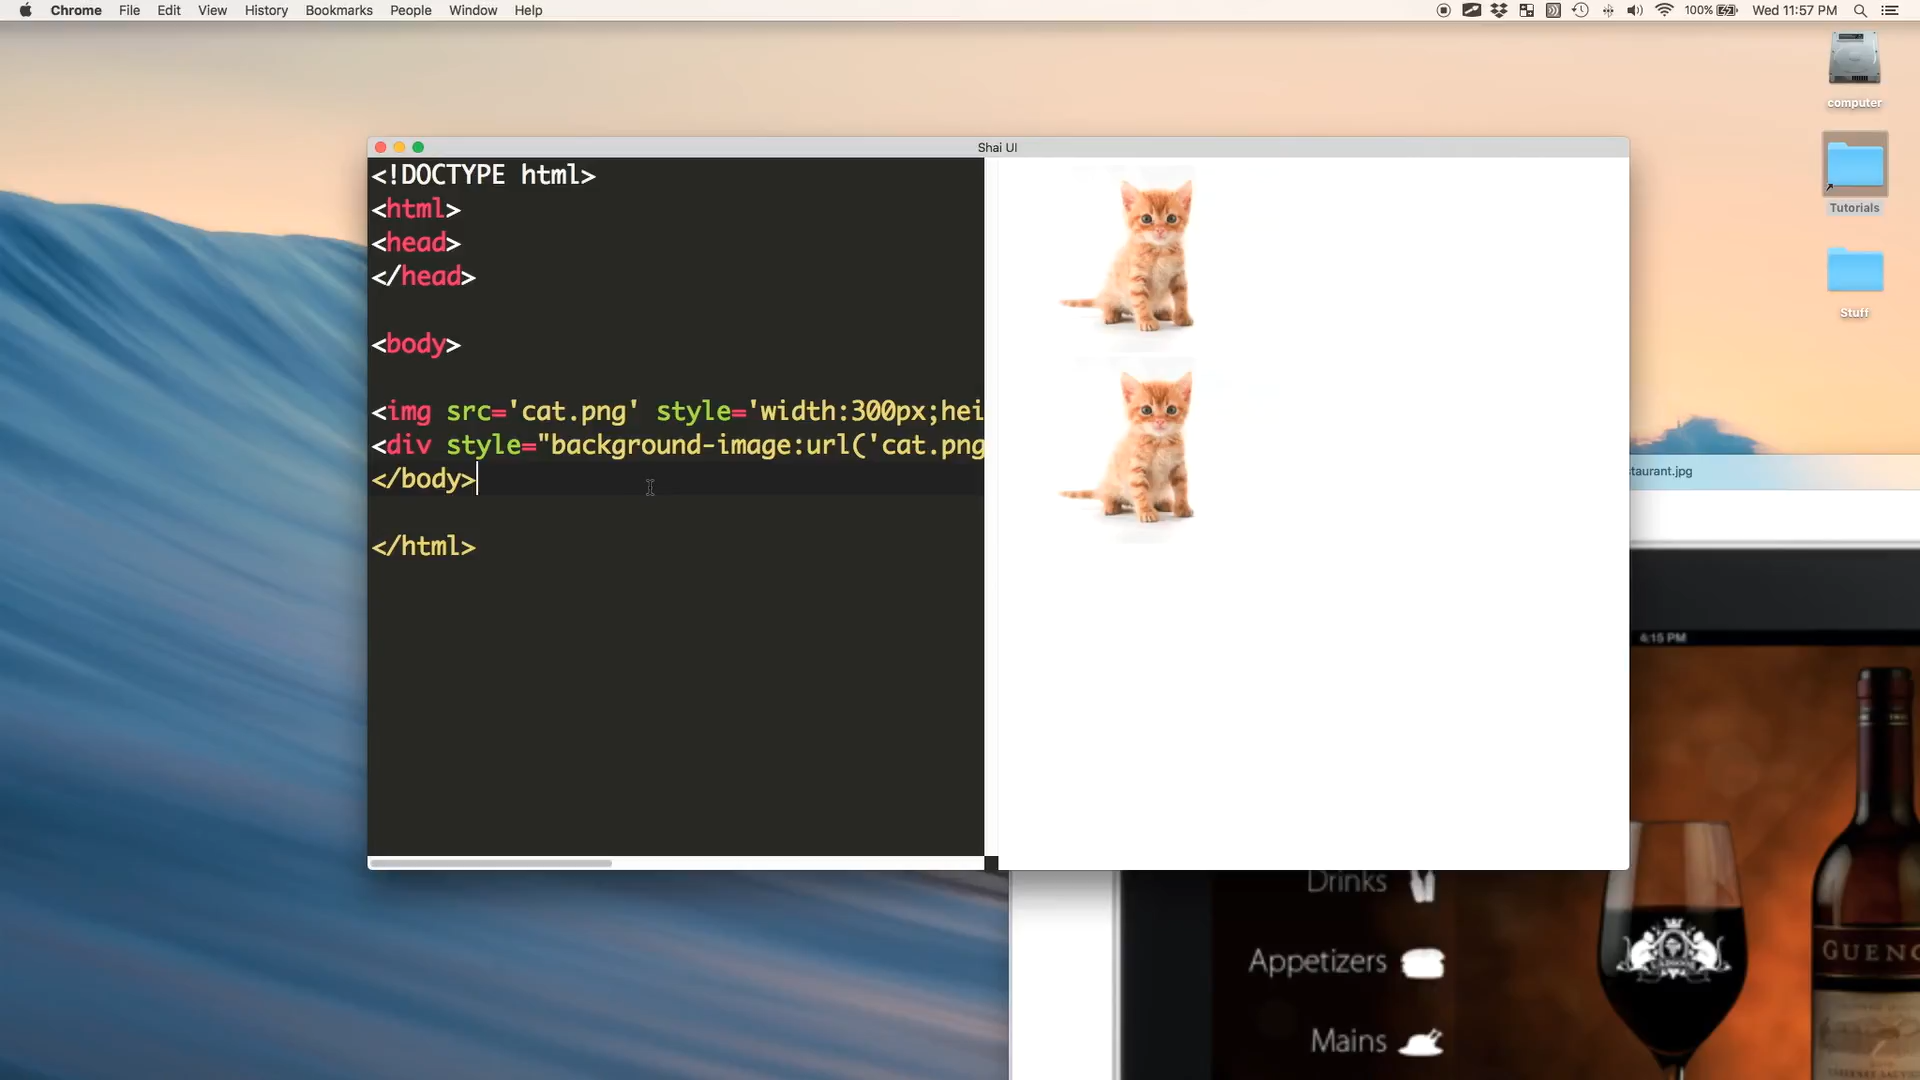 Chrome File Edit View History Bookmarks People Window Help
100% Wed 11:57 PM
computer
Tutorials
Stuff
Shai UI
<!DOCTYPE html>
<html>
<head>
</head>
<body>
<img src='cat.png' style='width:300px;hei
<div style="background-image:url('cat.png
</body>
</html>
taurant.jpg
4:15 PM
Drinks
Appetizers
Mains
GUENO